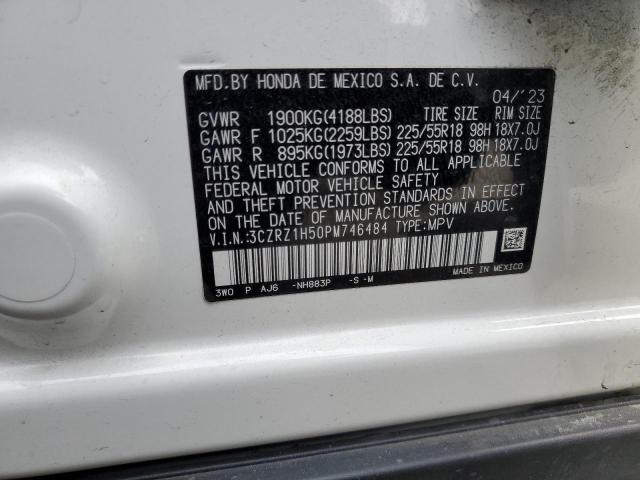 MFD.BY HONDA DE MEXICO S.A. DE C.V.
04/'23
GVWR 1900KG(4188LBS) TIRE SIZE RIM SIZE
GAWR F 1025KG(2259LBS) 225/55R18 98H 18X7.0J
GAWR R 895KG(1973LBS) 225/55R18 98H 18X7.0J
THIS VEHICLE CONFORMS TO ALL APPLICABLE
FEDERAL MOTOR VEHICLE SAFETY
AND THEFT PREVENTION STANDARDS IN EFFECT
ON THE DATE OF MANUFACTURE SHOWN ABOVE.
V.I.N.:3CZRZ1H50PM746484 TYPE:MPV
3W0 P AJ6 -NH883P -S -M
MADE IN MEXICO